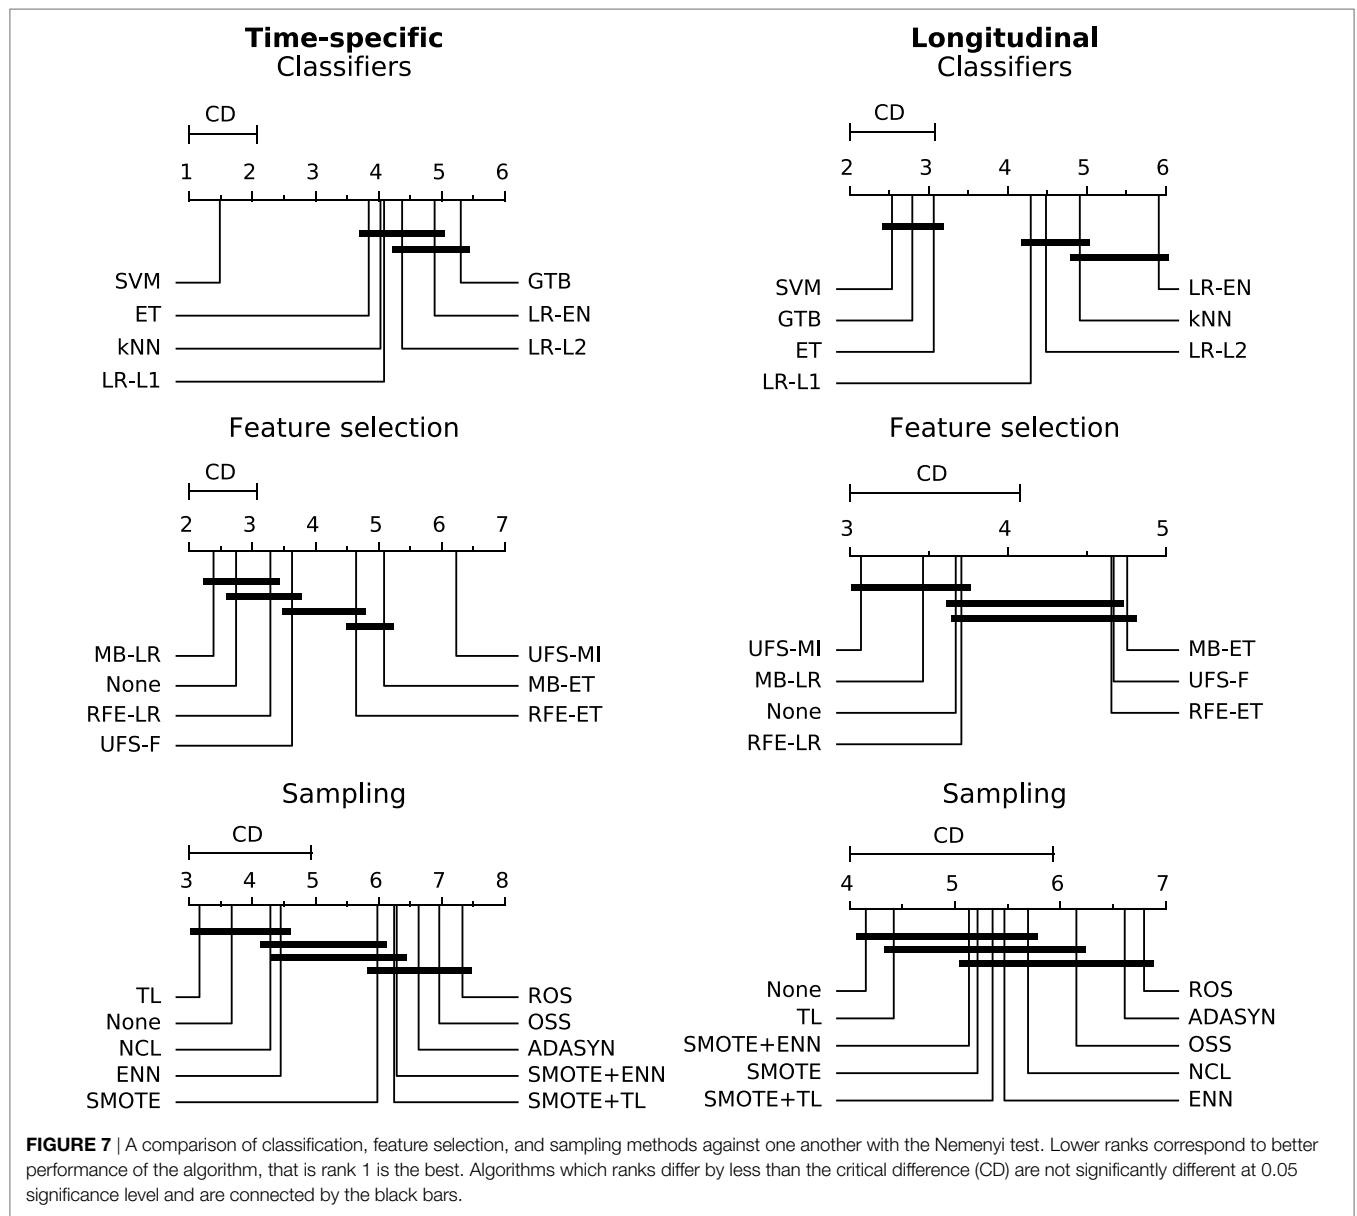 Time-specific
Classifiers
CD
1 2 3 4 5 6
SVM
ET
kNN
LR-L1
GTB
LR-EN
LR-L2
Longitudinal
Classifiers
CD
2 3 4 5 6
SVM
GTB
ET
LR-L1
LR-EN
kNN
LR-L2
Feature selection
CD
2 3 4 5 6 7
MB-LR
None
RFE-LR
UFS-F
UFS-MI
MB-ET
RFE-ET
Feature selection
CD
3 4 5
UFS-MI
MB-LR
None
RFE-LR
MB-ET
UFS-F
RFE-ET
Sampling
CD
3 4 5 6 7 8
TL
None
NCL
ENN
SMOTE
ROS
OSS
ADASYN
SMOTE+ENN
SMOTE+TL
Sampling
CD
4 5 6 7
None
TL
SMOTE+ENN
SMOTE
SMOTE+TL
ROS
ADASYN
OSS
NCL
ENN
FIGURE 7 | A comparison of classification, feature selection, and sampling methods against one another with the Nemenyi test. Lower ranks correspond to better
performance of the algorithm, that is rank 1 is the best. Algorithms which ranks differ by less than the critical difference (CD) are not significantly different at 0.05
significance level and are connected by the black bars.